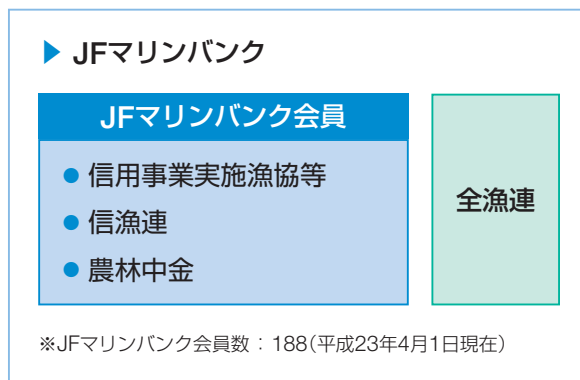 ▶ JFマリンバンク
JFマリンバンク会員
● 信用事業実施漁協等
● 信漁連
● 農林中金
全漁連
※JFマリンバンク会員数：188（平成23年4月1日現在）